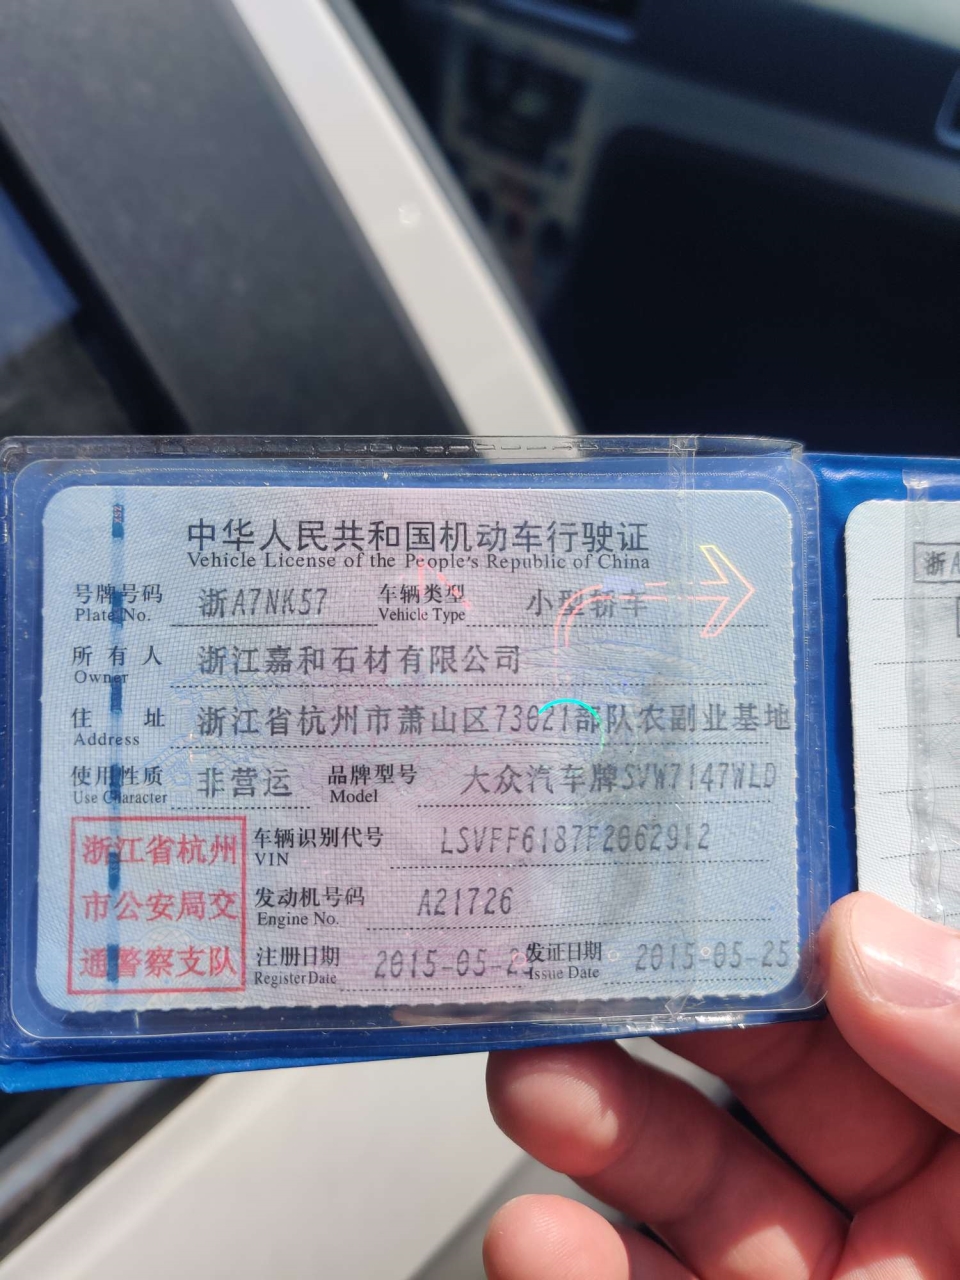 中华人民共和国机动车行驶证
Vehicle License of the People's Republic of China
号牌号码 浙A7NK57 车辆类型 小型轿车
Plate No. Vehicle Type
所有人 浙江嘉和石材有限公司
Owner
住址 浙江省杭州市萧山区73021部队农副业基地
Address
使用性质 非营运 品牌型号 大众汽车牌SVW7147WLD
Use Character Model
浙江省杭州
市公安局交
通警察支队
车辆识别代号 LSVFF6187F2062912
VIN
发动机号码 A21726
Engine No.
注册日期 2015-05-25 发证日期 2015-05-25
Register Date Issue Date
浙A